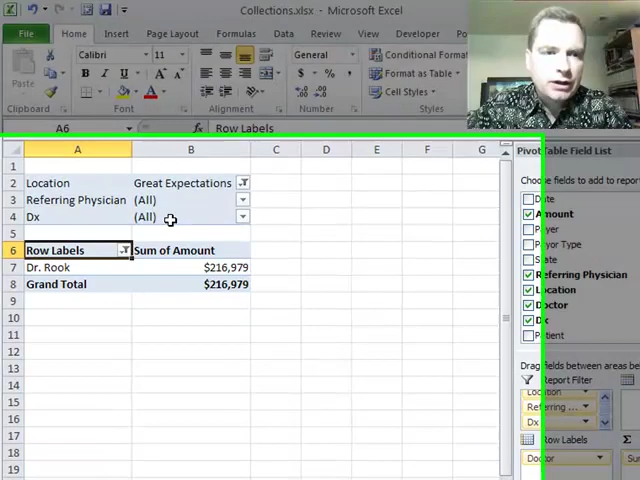 Collections.xlsx - Microsoft Excel
File Home Insert Page Layout Formulas Data Review
Calibri 11 General Conditional Formatting
Paste B I U $ % , Format as Table
Cell Styles
Clipboard Font Alignment Number
A6 Row Labels
A B C D E F G PivotTable Field List
1
2 Location Great Expectations Choose fields to add to report
3 Referring Physician (All) Date
4 Dx (All) Amount
5 Payer
6 Row Labels Sum of Amount Payor Type
State
7 Dr. Rook $216,979 Referring Physician
8 Grand Total $216,979 Location
9 Doctor
10 Dx
11 Patient
12
13 Drag fields between areas be
14 Report Filter
Location
15 Referring ...
16 Dx
17 Row Labels Σ
18 Doctor Sum
19